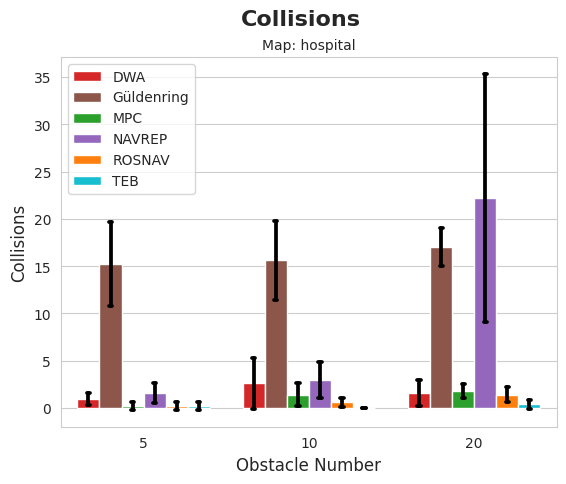 Collisions
Map: hospital
DWA
Güldenring
MPC
NAVREP
ROSNAV
TEB
35
30
25
20
15
10
5
0
Collisions
5 10 20
Obstacle Number